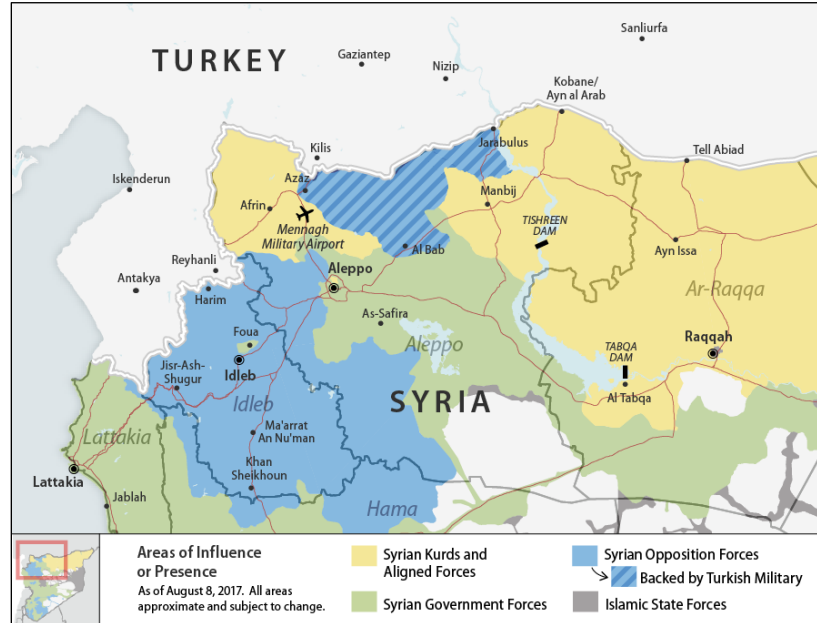 Sanliurfa
TURKEY
Gaziantep
Nizip
Kobane/
Ayn al Arab
Jarabulus
Kilis
Tell Abiad
Azaz
Iskenderun
Manbij
Afrin
TISHREEN
DAM
Mennagh
Military Airport
Al Bab
Ayn Issa
Reyhanli
Aleppo
Antakya
Harim
Ar-Raqqa
As-Safira
Foua
Aleppo
Raqqah
TABQA
DAM
Idleb
Jisr-Ash-
Shugur
Al Tabqa
SYRIA
Idleb
Ma'arrat
An Nu'man
Lattakia
Khan
Sheikhoun
Lattakia
Jablah
Hama
Areas of Influence
or Presence
As of August 8, 2017. All areas
approximate and subject to change.
Syrian Kurds and
Aligned Forces
Syrian Government Forces
Syrian Opposition Forces
Backed by Turkish Military
Islamic State Forces